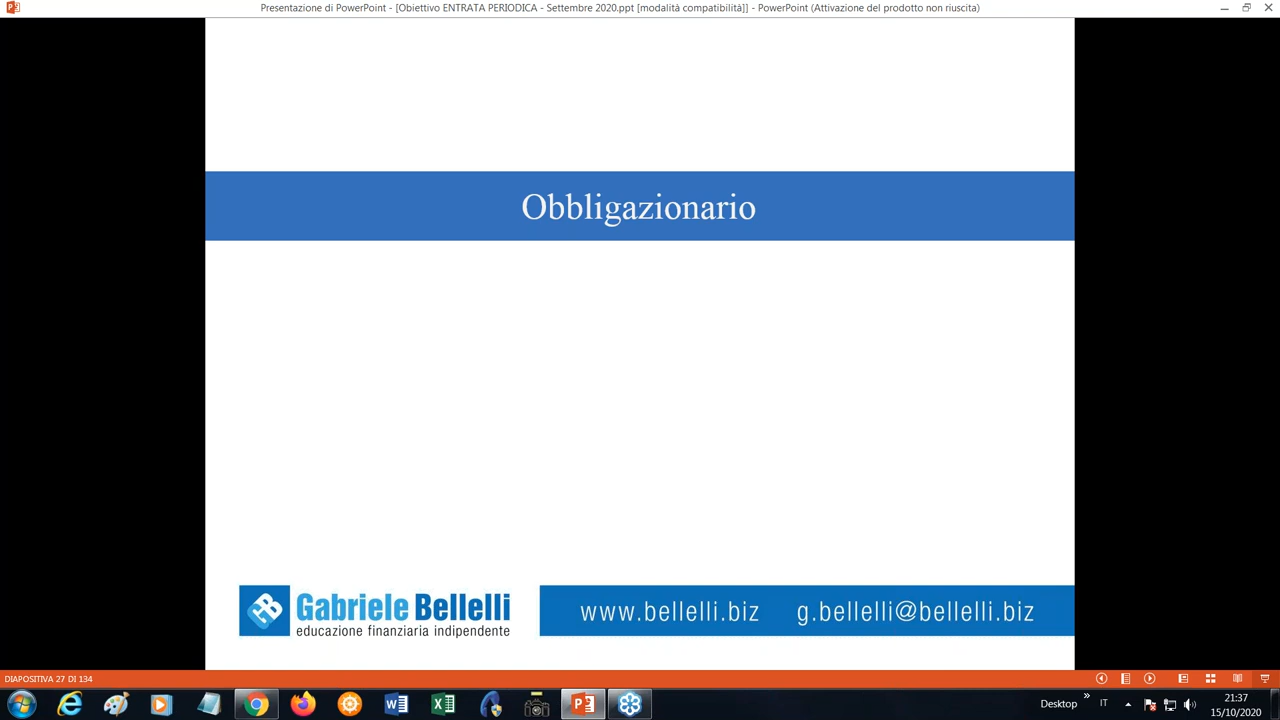 Presentazione di PowerPoint - [Obiettivo ENTRATA PERIODICA - Settembre 2020.ppt [modalità compatibilità]] - PowerPoint (Attivazione del prodotto non riuscita)
Obbligazionario
Gabriele Bellelli
educazione finanziaria indipendente
www.bellelli.biz g.bellelli@bellelli.biz
DIAPOSITIVA 27 DI 134
Desktop
IT
21:37
15/10/2020